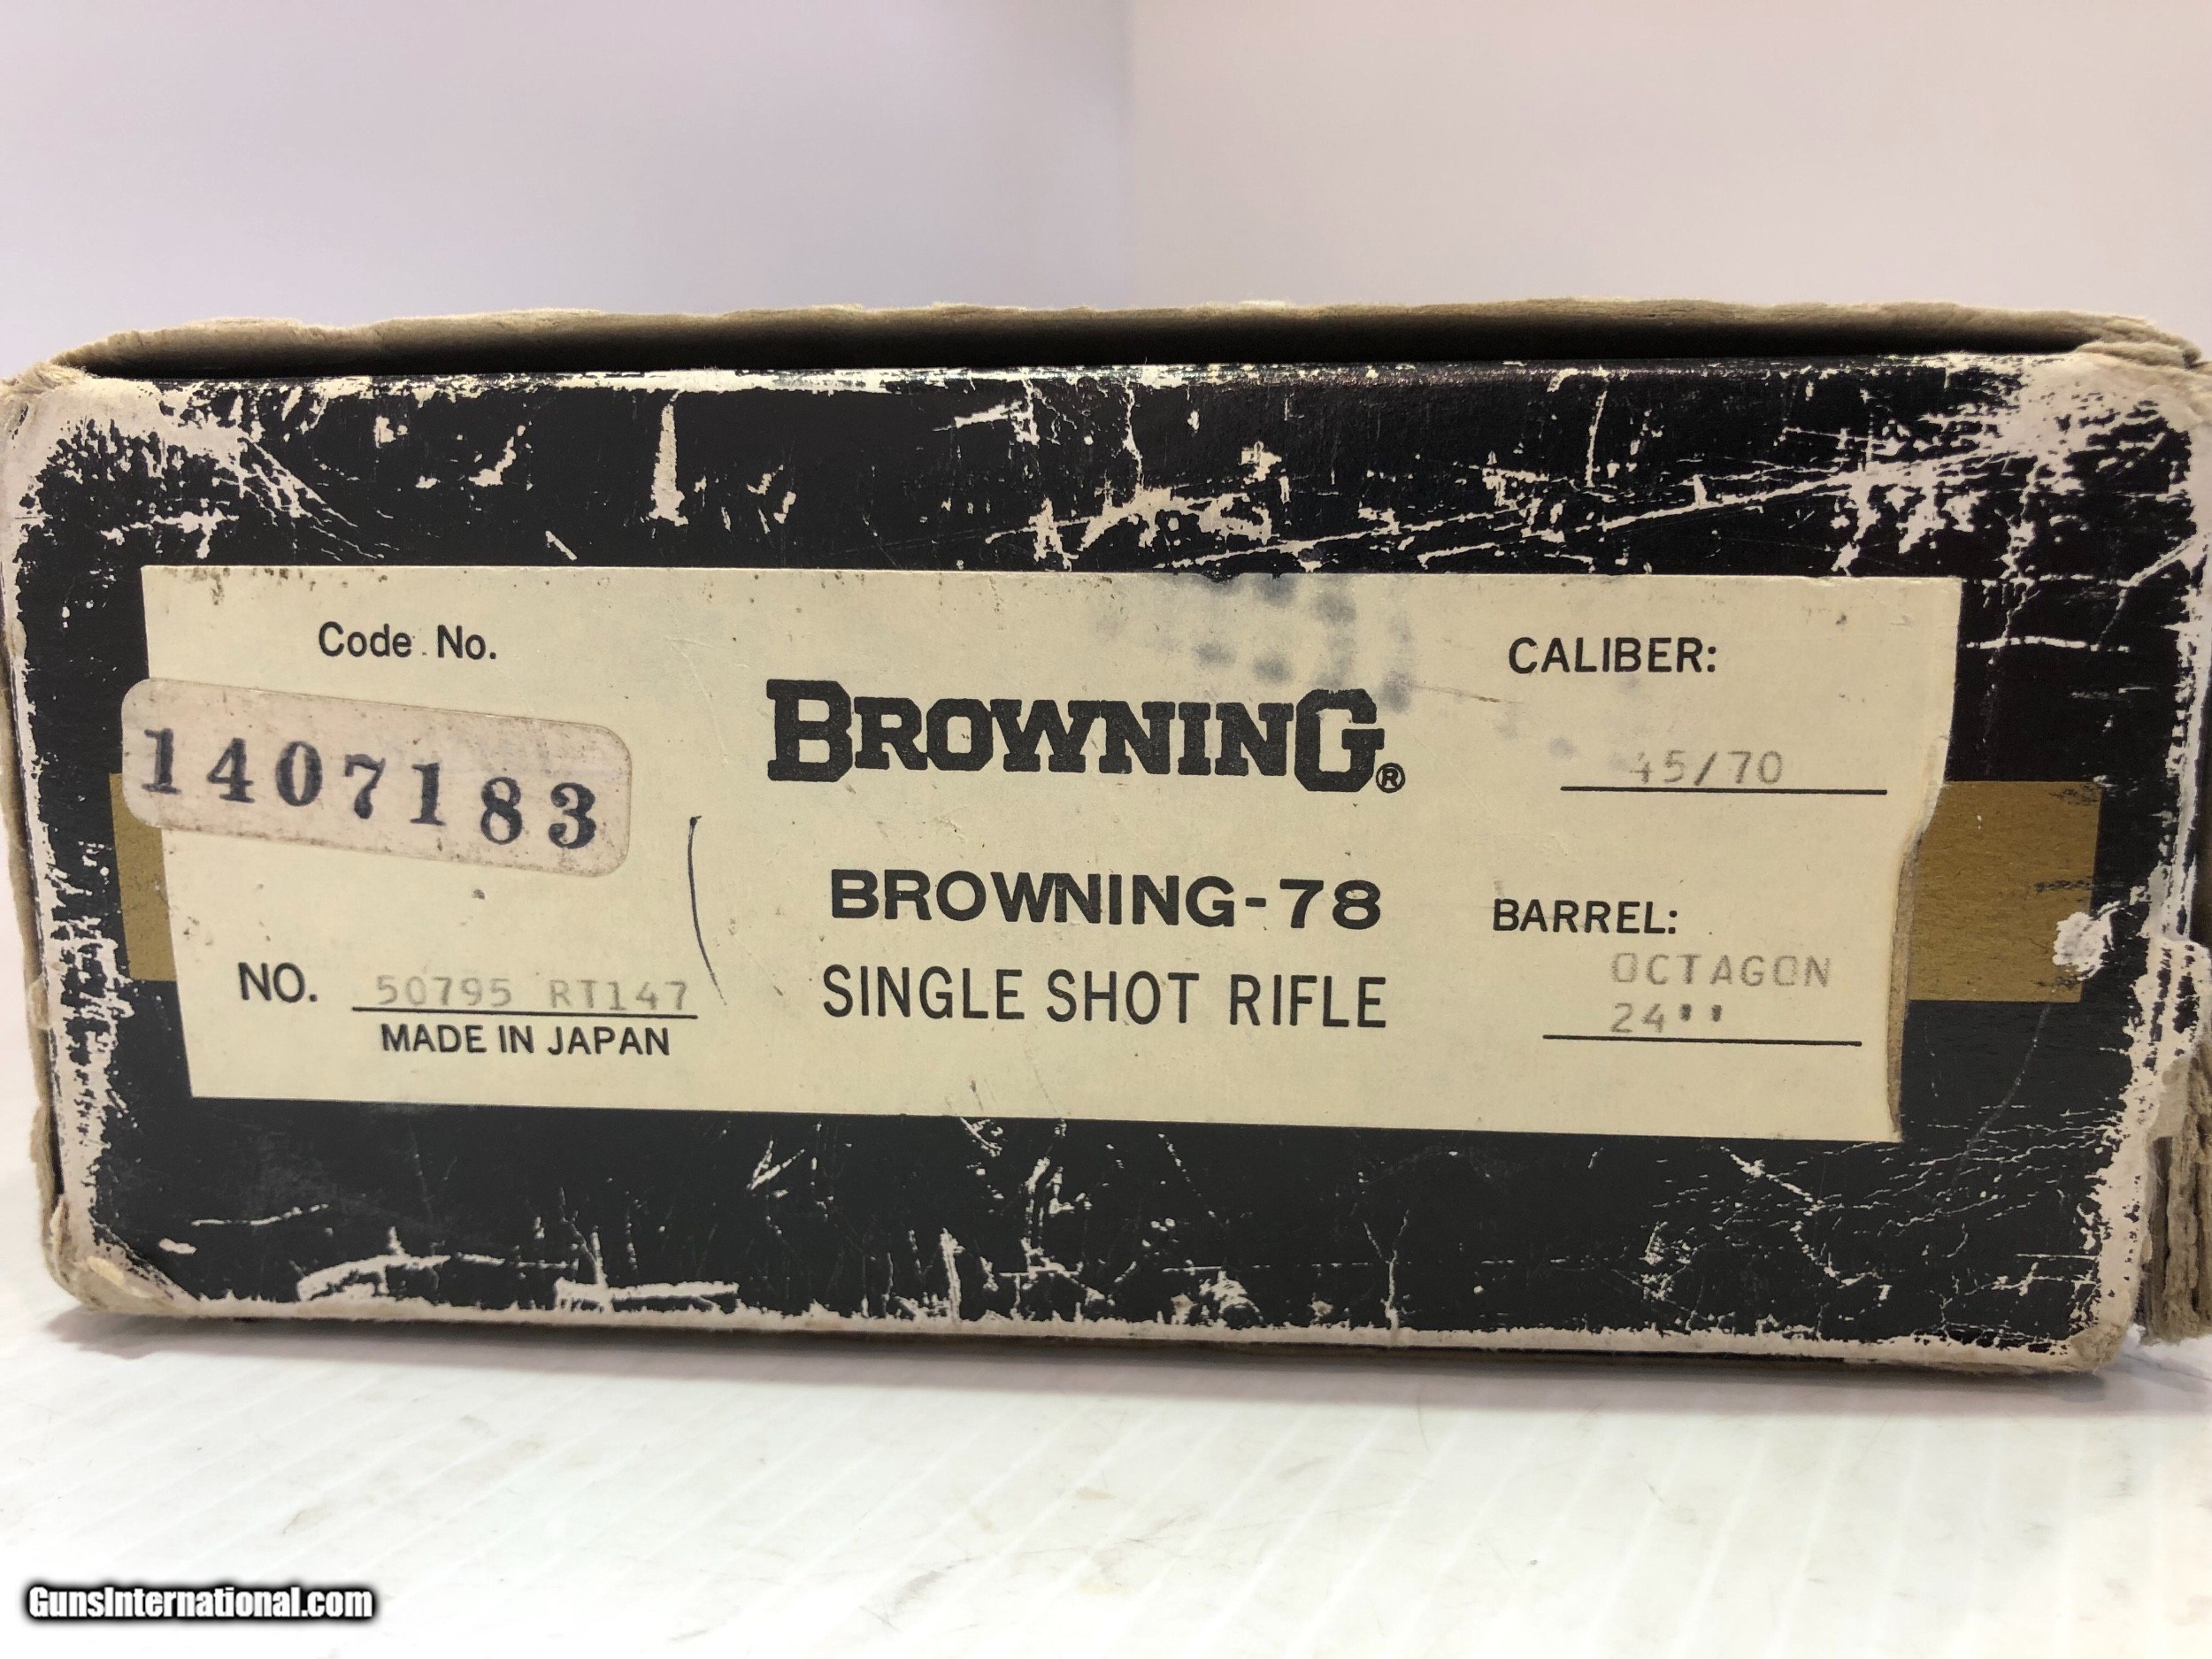 Code No.
1407183
NO. 50795 RT147
MADE IN JAPAN
BROWNING®
BROWNING-78
SINGLE SHOT RIFLE
CALIBER:
45/70
BARREL:
OCTAGON
24"
GunsInternational.com